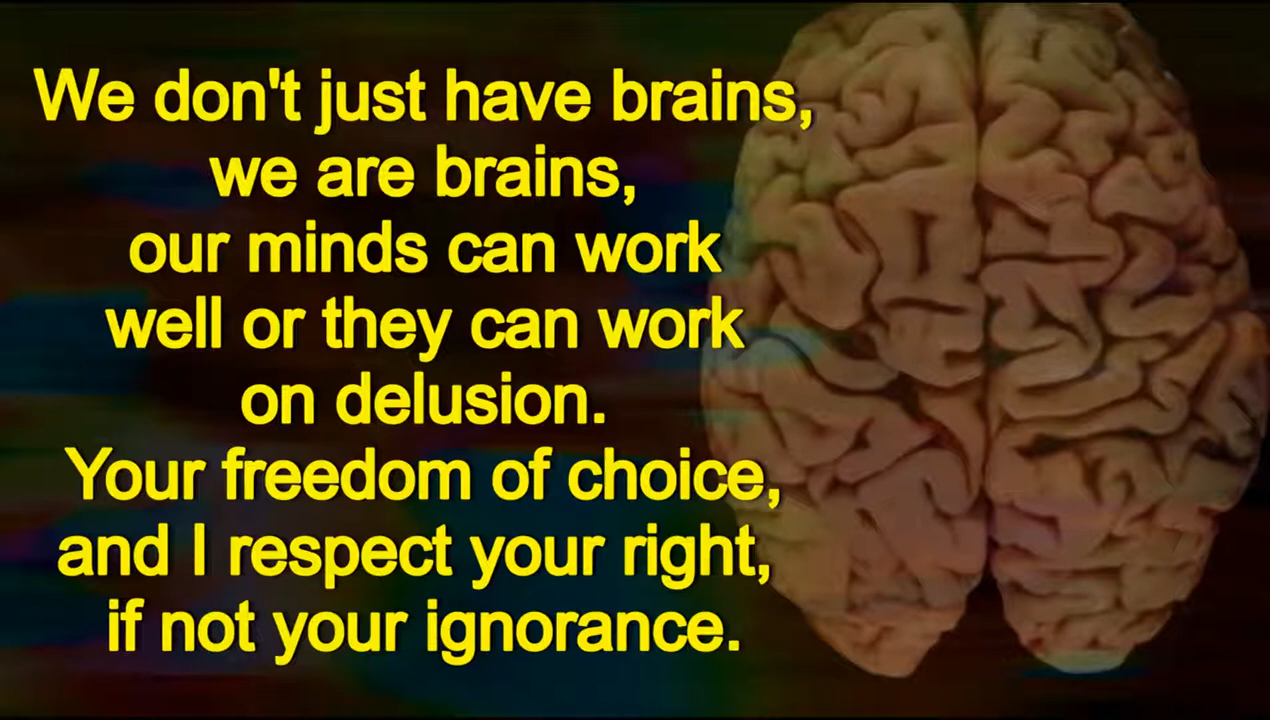 We don't just have brains,
we are brains,
our minds can work
well or they can work
on delusion.
Your freedom of choice,
and I respect your right,
if not your ignorance.